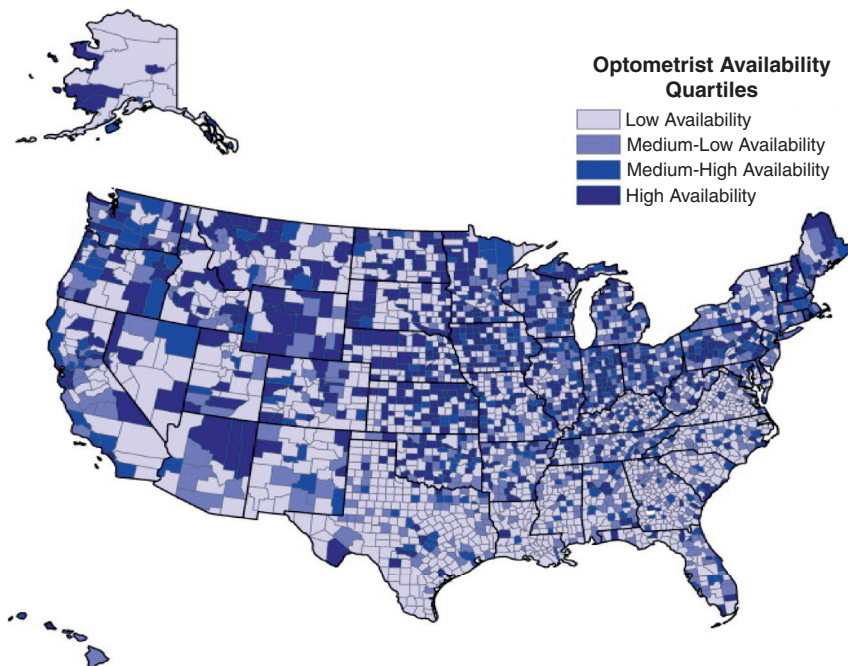 Optometrist Availability
Quartiles
Low Availability
Medium-Low Availability
Medium-High Availability
High Availability